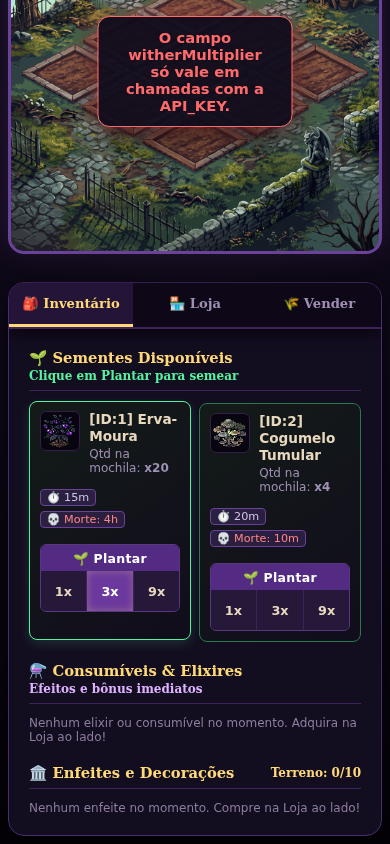 O campo
witherMultiplier
só vale em
chamadas com a
API_KEY.
🎒 Inventário
🏪 Loja
🌾 Vender
🌱 Sementes Disponíveis
Clique em Plantar para semear
[ID:1] Erva-
Moura
Qtd na
mochila: x20
⏱️ 15m
💀 Morte: 4h
🌱 Plantar
1x 3x 9x
[ID:2]
Cogumelo
Tumular
Qtd na
mochila: x4
⏱️ 20m
💀 Morte: 10m
🌱 Plantar
1x 3x 9x
⚗️ Consumíveis & Elixires
Efeitos e bônus imediatos
Nenhum elixir ou consumível no momento. Adquira na
Loja ao lado!
🏛️ Enfeites e Decorações
Terreno: 0/10
Nenhum enfeite no momento. Compre na Loja ao lado!